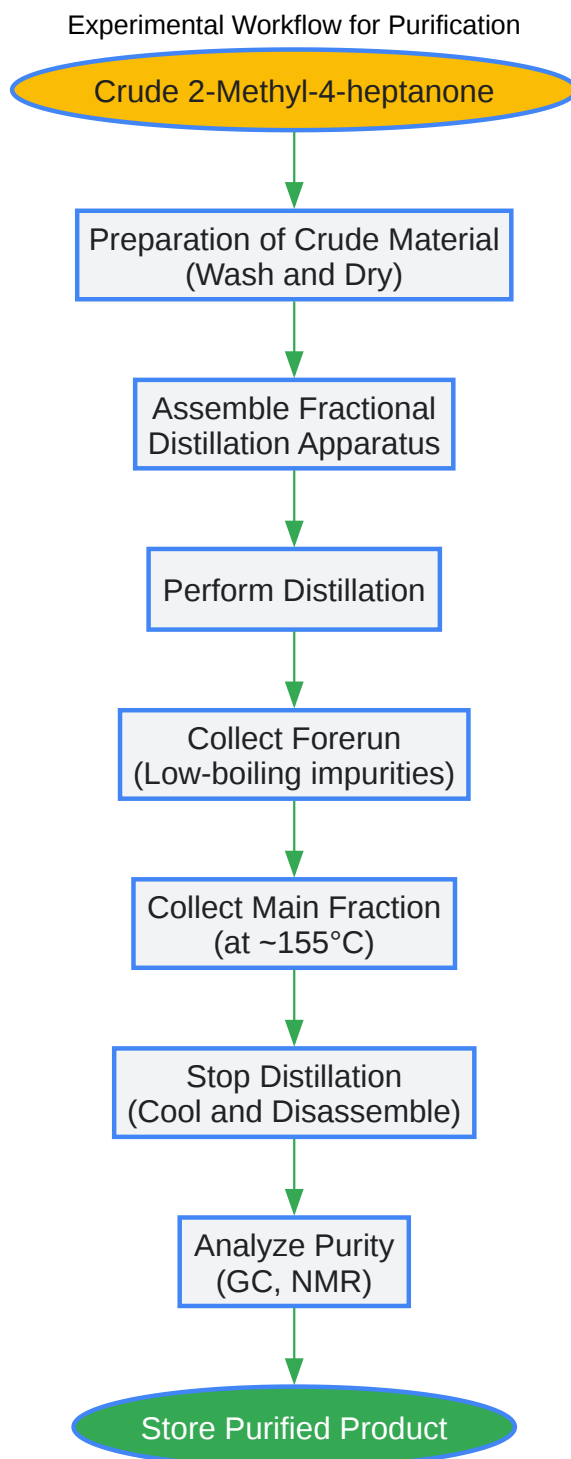 Experimental Workflow for Purification
Crude 2-Methyl-4-heptanone
Preparation of Crude Material
(Wash and Dry)
Assemble Fractional
Distillation Apparatus
Perform Distillation
Collect Forerun
(Low-boiling impurities)
Collect Main Fraction
(at ~155°C)
Stop Distillation
(Cool and Disassemble)
Analyze Purity
(GC, NMR)
Store Purified Product